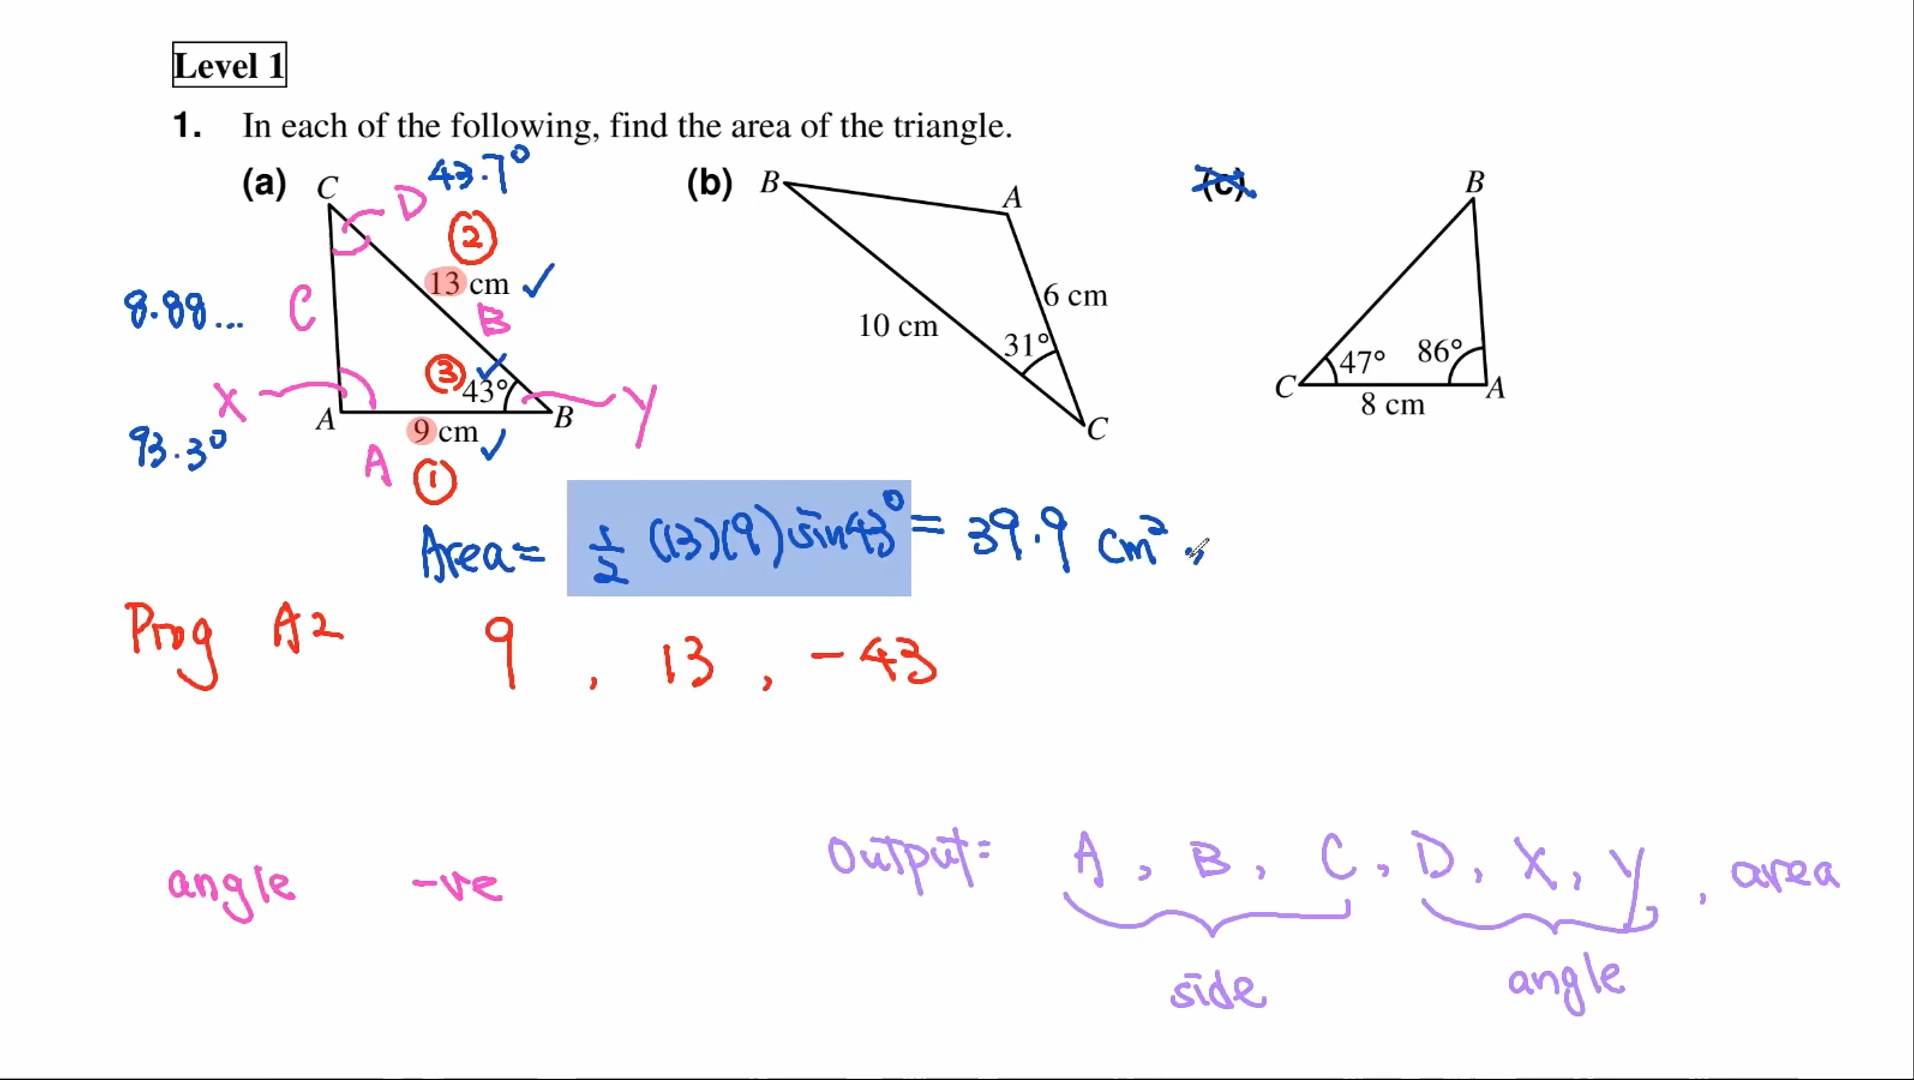 Level 1
1. In each of the following, find the area of the triangle.
(a) C D 43.7° (b) B A (c) B
②
13 cm ✓
8.88... C B 6 cm
10 cm 31°
③ ✓ 43° 47° 86°
X A B Y C A
9 cm ✓ 8 cm
93.3° C
A ①
Area = 1/2 (13)(9) sin43° = 39.9 cm²
Prog A2 9 , 13 , -43
Output = A , B , C , D , X , Y , area
angle -ve
side angle